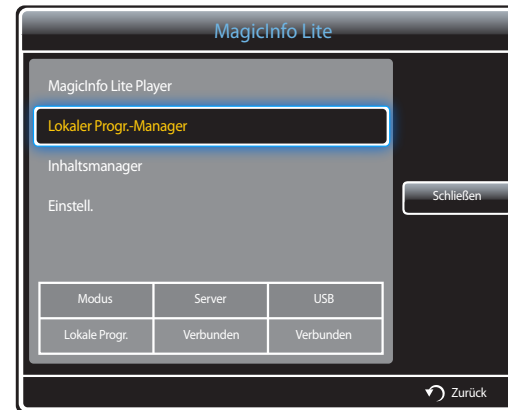 MagicInfo Lite
MagicInfo Lite Player
Lokaler Progr.-Manager
Inhaltsmanager
Einstell.
Schließen
Modus Server USB
Lokale Progr. Verbunden Verbunden
Zurück